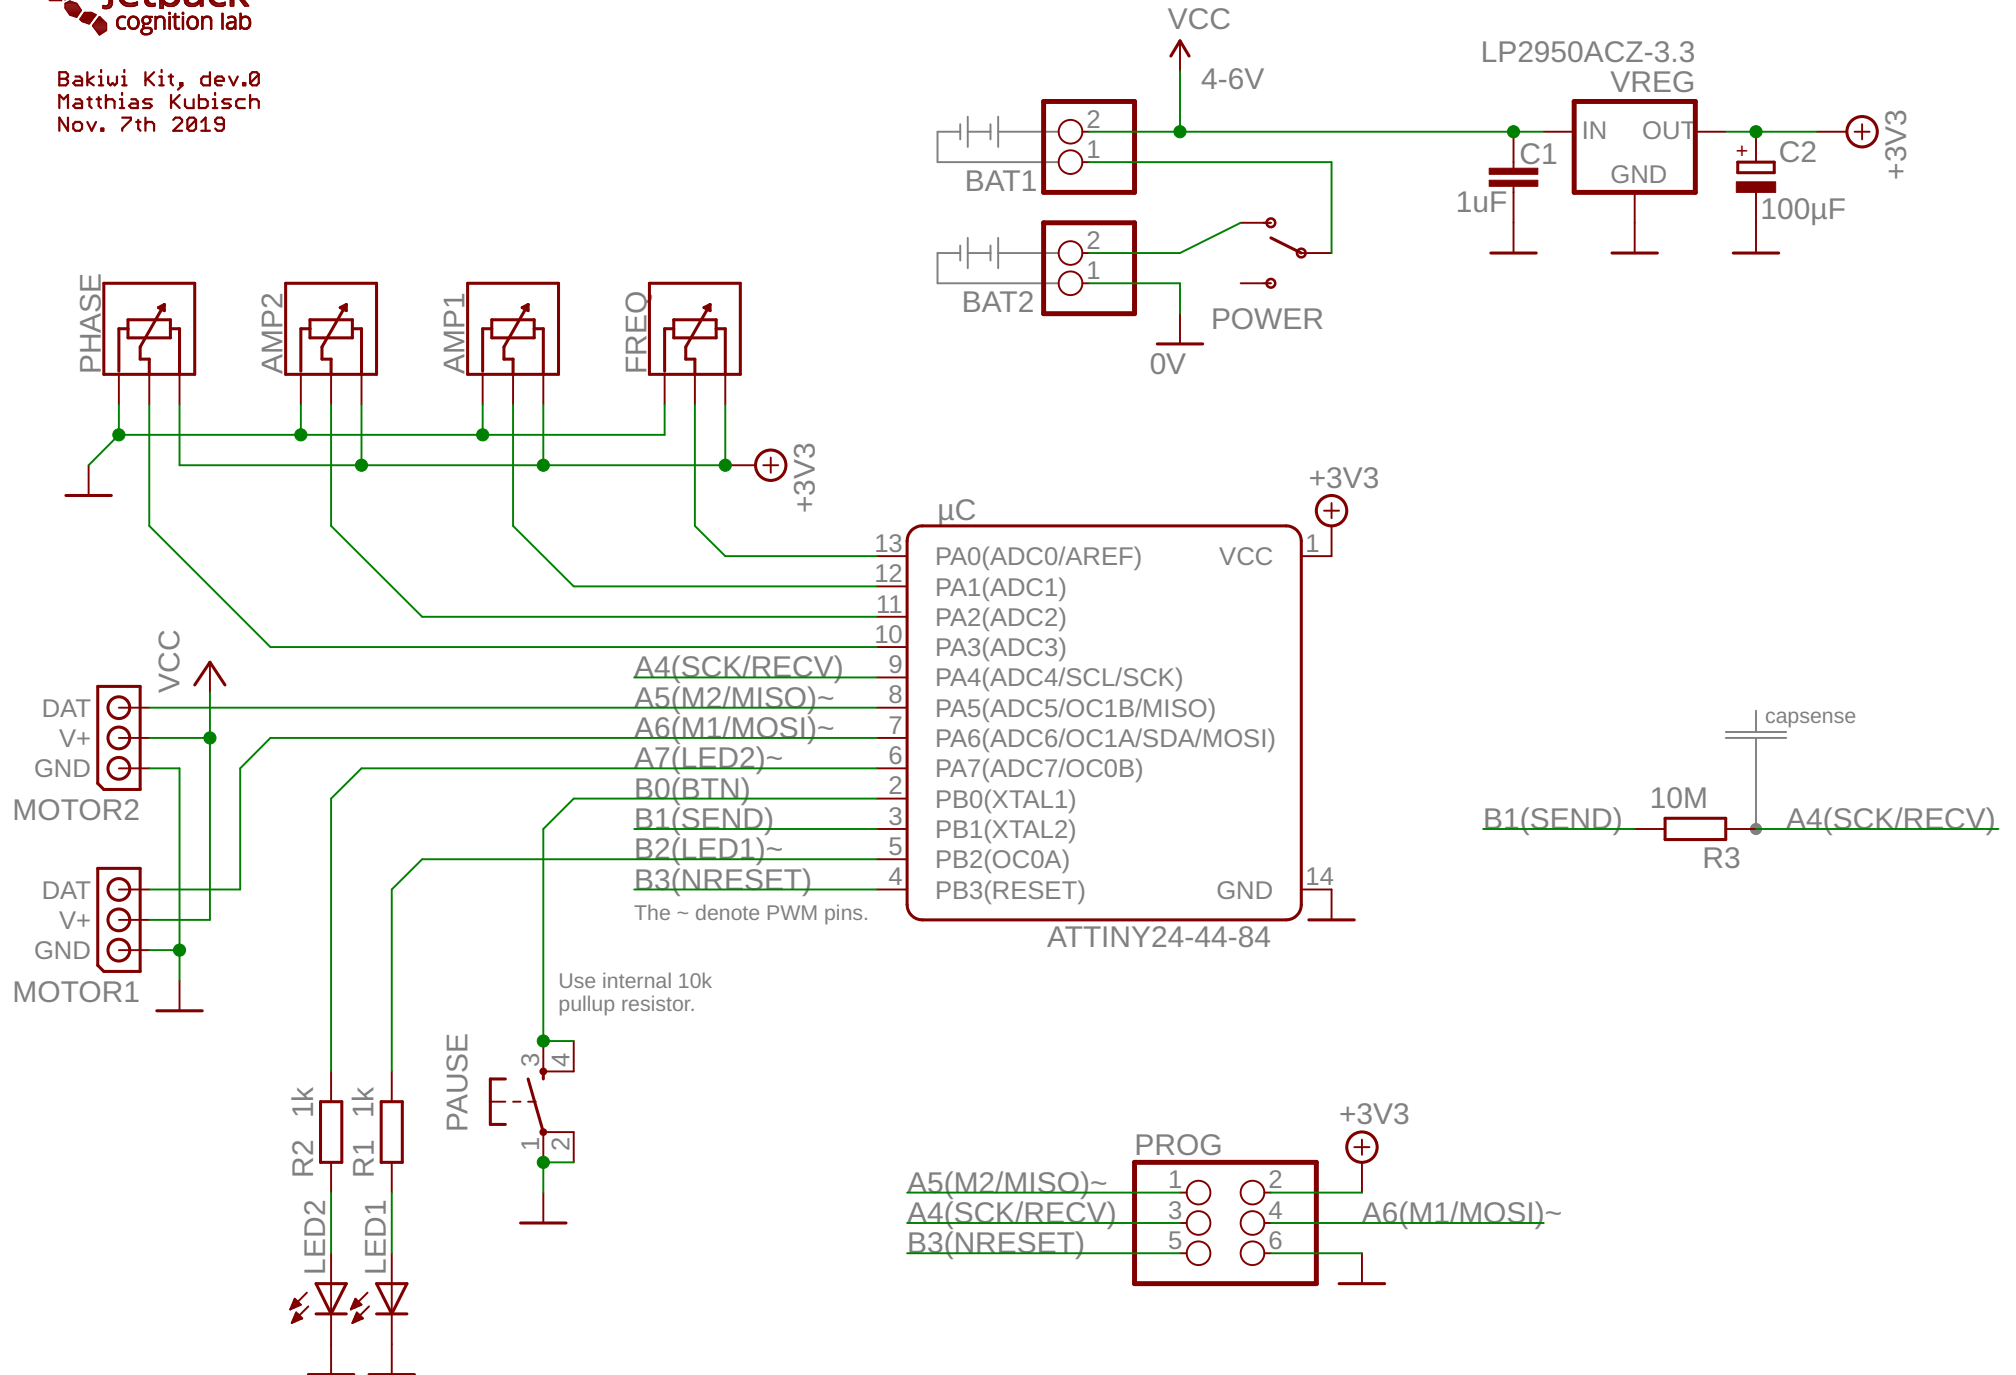 jetpack
cognition lab
Bakiwi Kit, dev.0
Matthias Kubisch
Nov. 7th 2019
VCC
4-6V
2
1
BAT1
2
1
BAT2
0V
POWER
LP2950ACZ-3.3
VREG
IN
OUT
GND
C1
1uF
+
C2
100µF
+3V3
PHASE
AMP2
AMP1
FREQ
+3V3
µC
+3V3
13
PA0(ADC0/AREF)
VCC
1
12
PA1(ADC1)
11
PA2(ADC2)
10
PA3(ADC3)
A4(SCK/RECV)
9
PA4(ADC4/SCL/SCK)
A5(M2/MISO)~
8
PA5(ADC5/OC1B/MISO)
A6(M1/MOSI)~
7
PA6(ADC6/OC1A/SDA/MOSI)
A7(LED2)~
6
PA7(ADC7/OC0B)
B0(BTN)
2
PB0(XTAL1)
B1(SEND)
3
PB1(XTAL2)
B2(LED1)~
5
PB2(OC0A)
B3(NRESET)
4
PB3(RESET)
GND
14
The ~ denote PWM pins.
ATTINY24-44-84
VCC
DAT
V+
GND
MOTOR2
DAT
V+
GND
MOTOR1
capsense
10M
B1(SEND)
A4(SCK/RECV)
R3
Use internal 10k
pullup resistor.
PAUSE
3
4
1
2
R2
1k
R1
1k
LED2
LED1
+3V3
PROG
A5(M2/MISO)~
1
2
A4(SCK/RECV)
3
4
A6(M1/MOSI)~
B3(NRESET)
5
6